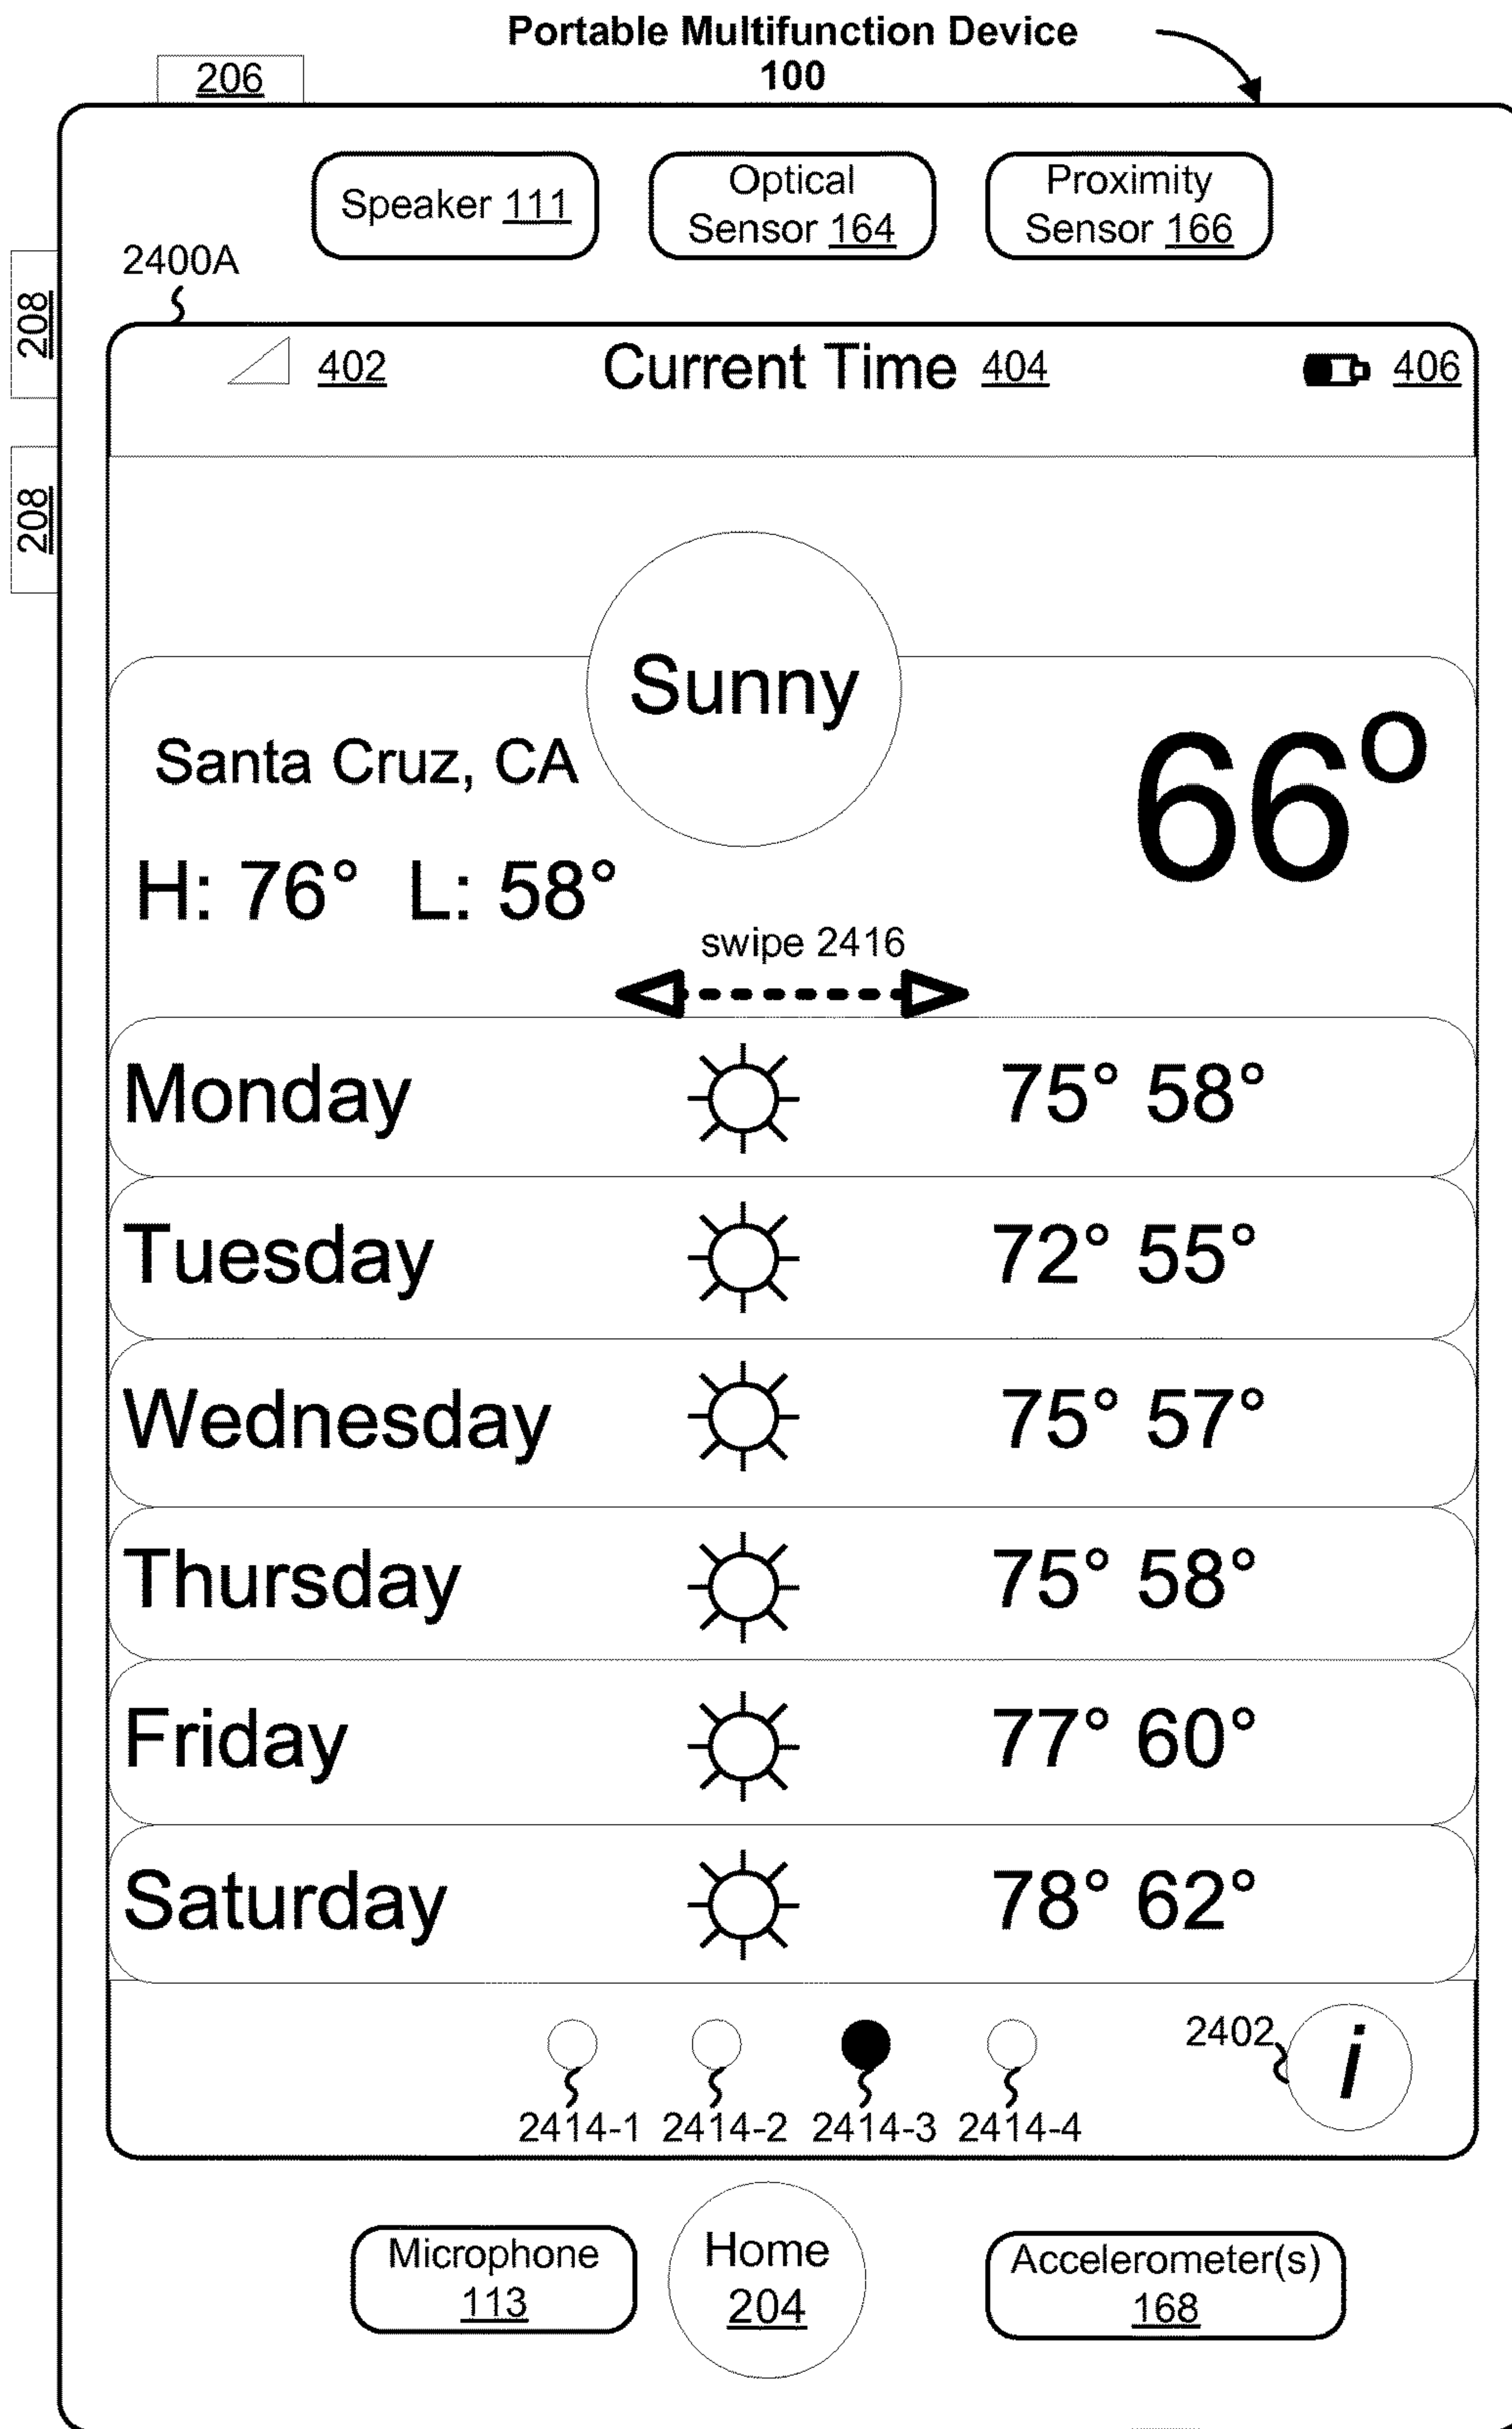 Portable Multifunction Device
100
206
Speaker 111
Optical
Sensor 164
Proximity
Sensor 166
2400A
208
208
402 Current Time 404 406
Sunny
Santa Cruz, CA
66°
H: 76° L: 58°
swipe 2416
Monday 75° 58°
Tuesday 72° 55°
Wednesday 75° 57°
Thursday 75° 58°
Friday 77° 60°
Saturday 78° 62°
2402 i
2414-1 2414-2 2414-3 2414-4
Microphone
113
Home
204
Accelerometer(s)
168